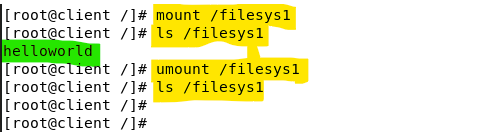 [root@client /]# mount /filesys1
[root@client /]# ls /filesys1
helloworld
[root@client /]# umount /filesys1
[root@client /]# ls /filesys1
[root@client /]#
[root@client /]#